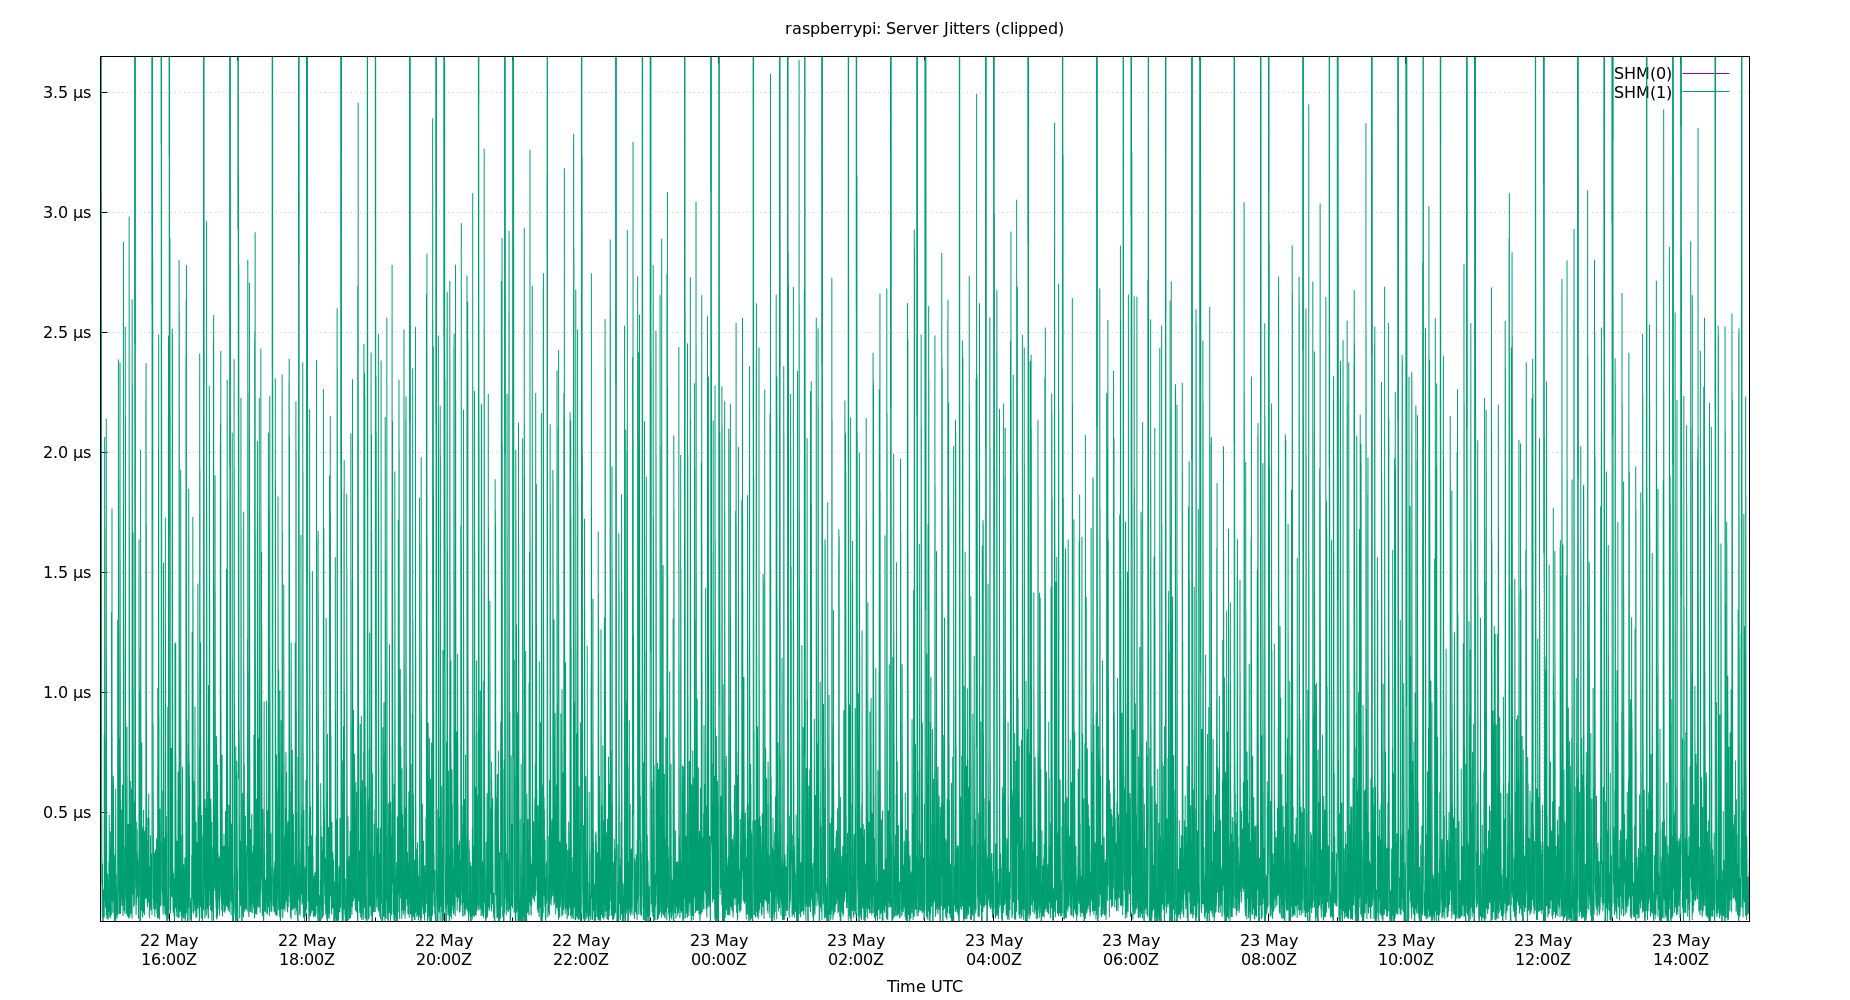 raspberrypi: Server Jitters (clipped)
SHM(0)
SHM(1)
3.5 μs
3.0 μs
2.5 μs
2.0 μs
1.5 μs
1.0 μs
0.5 μs
22 May 22 May 22 May 22 May 23 May 23 May 23 May 23 May 23 May 23 May 23 May 23 May
16:00Z 18:00Z 20:00Z 22:00Z 00:00Z 02:00Z 04:00Z 06:00Z 08:00Z 10:00Z 12:00Z 14:00Z
Time UTC